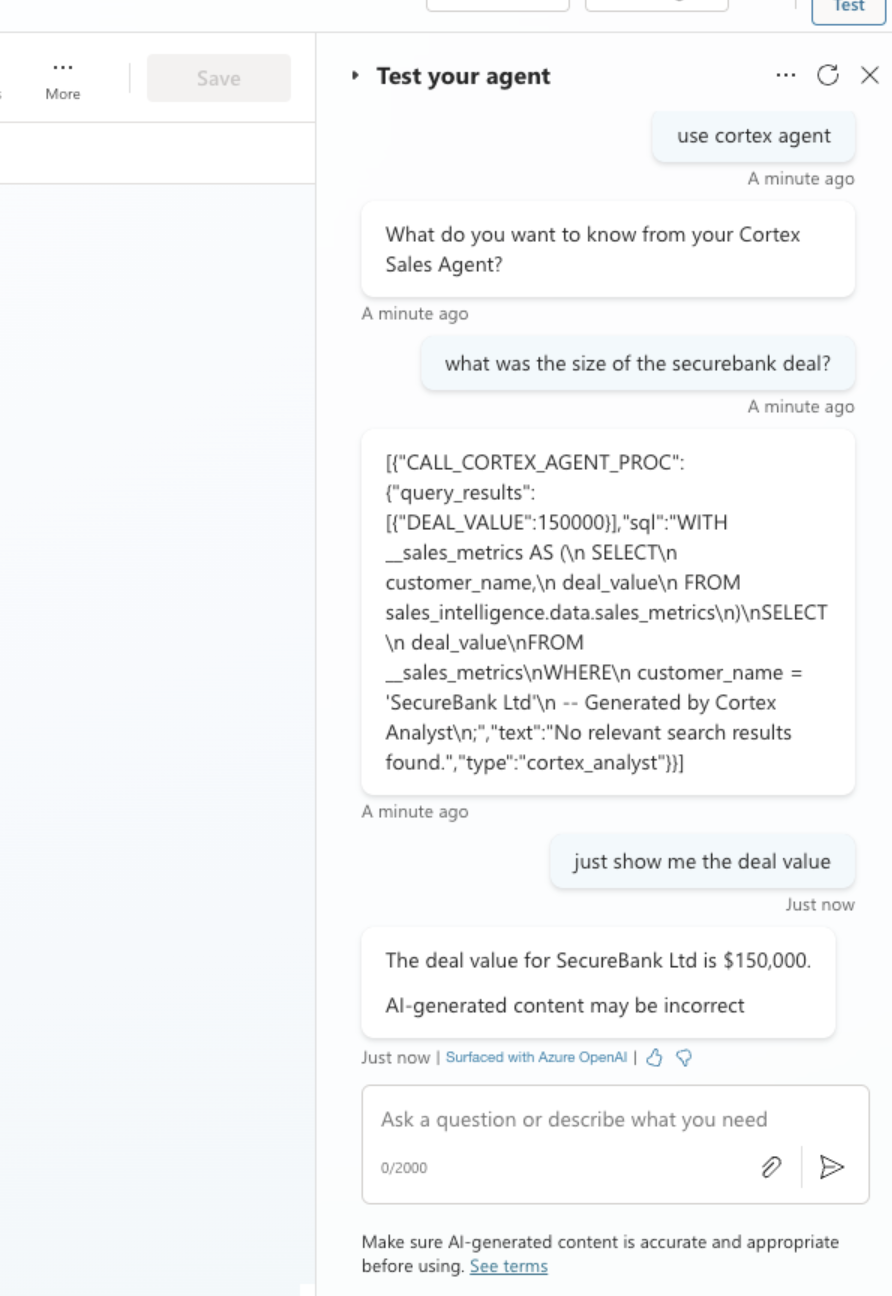 Test
...
More
Save
Test your agent
...
use cortex agent
A minute ago
What do you want to know from your Cortex
Sales Agent?
A minute ago
what was the size of the securebank deal?
A minute ago
[{"CALL_CORTEX_AGENT_PROC":
{"query_results":
[{"DEAL_VALUE":150000}],"sql":"WITH
__sales_metrics AS (\n SELECT\n
customer_name,\n deal_value\n FROM
sales_intelligence.data.sales_metrics\n)\nSELECT
\n deal_value\nFROM
__sales_metrics\nWHERE\n customer_name =
'SecureBank Ltd'\n -- Generated by Cortex
Analyst\n;","text":"No relevant search results
found.","type":"cortex_analyst"}}]
A minute ago
just show me the deal value
Just now
The deal value for SecureBank Ltd is $150,000.
AI-generated content may be incorrect
Just now | Surfaced with Azure OpenAI |
Ask a question or describe what you need
0/2000
Make sure AI-generated content is accurate and appropriate
before using. See terms